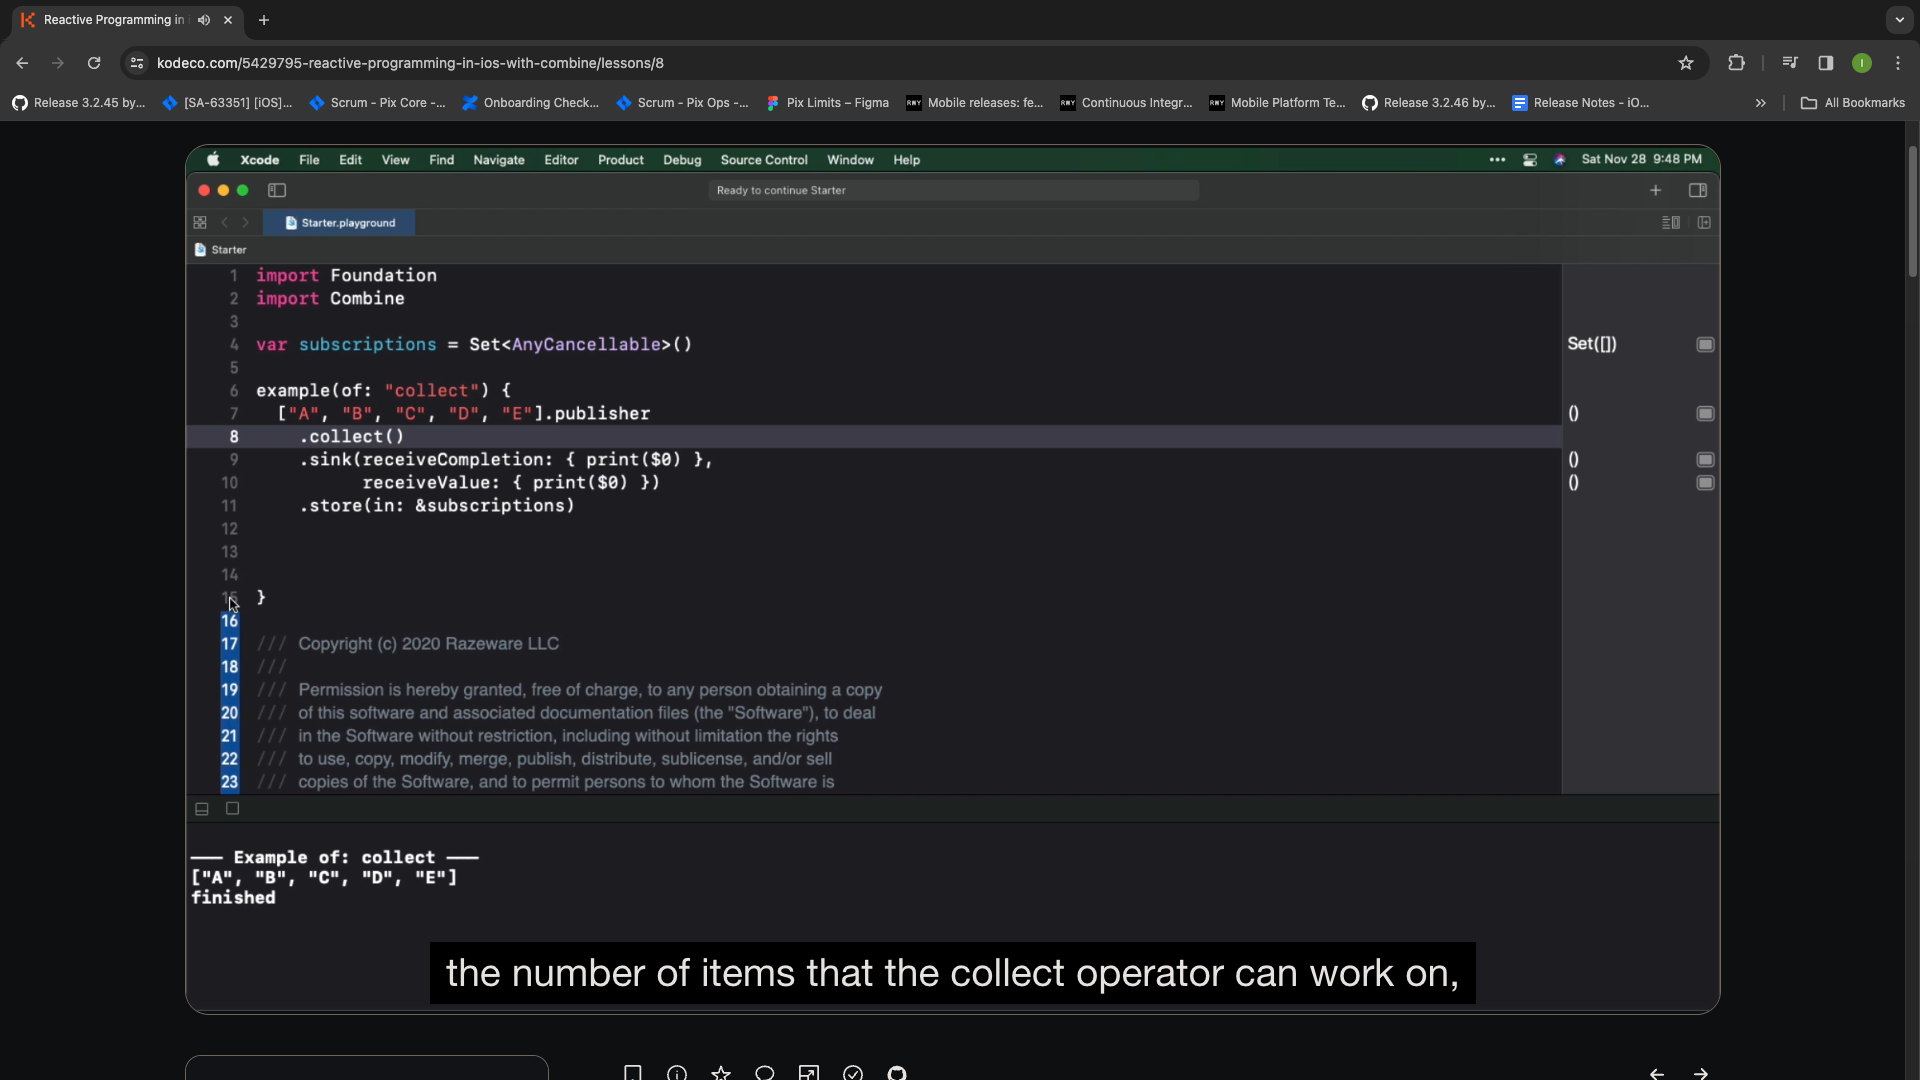 Reactive Programming in
kodeco.com/5429795-reactive-programming-in-ios-with-combine/lessons/8
I
Release 3.2.45 by... [SA-63351] [iOS]... Scrum - Pix Core -... Onboarding Check... Scrum - Pix Ops -... Pix Limits – Figma Mobile releases: fe... Continuous Integr... Mobile Platform Te... Release 3.2.46 by... Release Notes - iO... » All Bookmarks
Xcode File Edit View Find Navigate Editor Product Debug Source Control Window Help Sat Nov 28 9:48 PM
Ready to continue Starter
Starter.playground
Starter
1 import Foundation
2 import Combine
3
4 var subscriptions = Set<AnyCancellable>() Set([])
5
6 example(of: "collect") {
7 ["A", "B", "C", "D", "E"].publisher ()
8 .collect()
9 .sink(receiveCompletion: { print($0) }, ()
10 receiveValue: { print($0) }) ()
11 .store(in: &subscriptions)
12
13
14
15 }
16
17 /// Copyright (c) 2020 Razeware LLC
18 ///
19 /// Permission is hereby granted, free of charge, to any person obtaining a copy
20 /// of this software and associated documentation files (the "Software"), to deal
21 /// in the Software without restriction, including without limitation the rights
22 /// to use, copy, modify, merge, publish, distribute, sublicense, and/or sell
23 /// copies of the Software, and to permit persons to whom the Software is
——— Example of: collect ———
["A", "B", "C", "D", "E"]
finished
the number of items that the collect operator can work on,